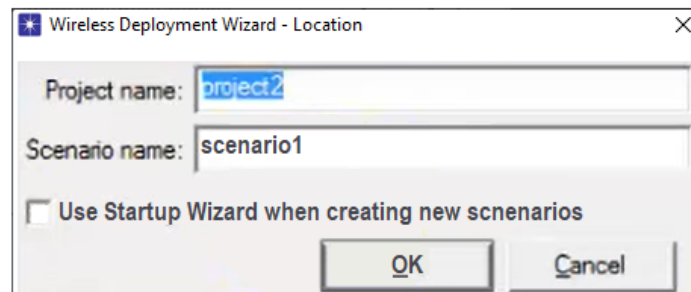 Wireless Deployment Wizard - Location
Project name: project2
Scenario name: scenario1
Use Startup Wizard when creating new scnenarios
OK Cancel